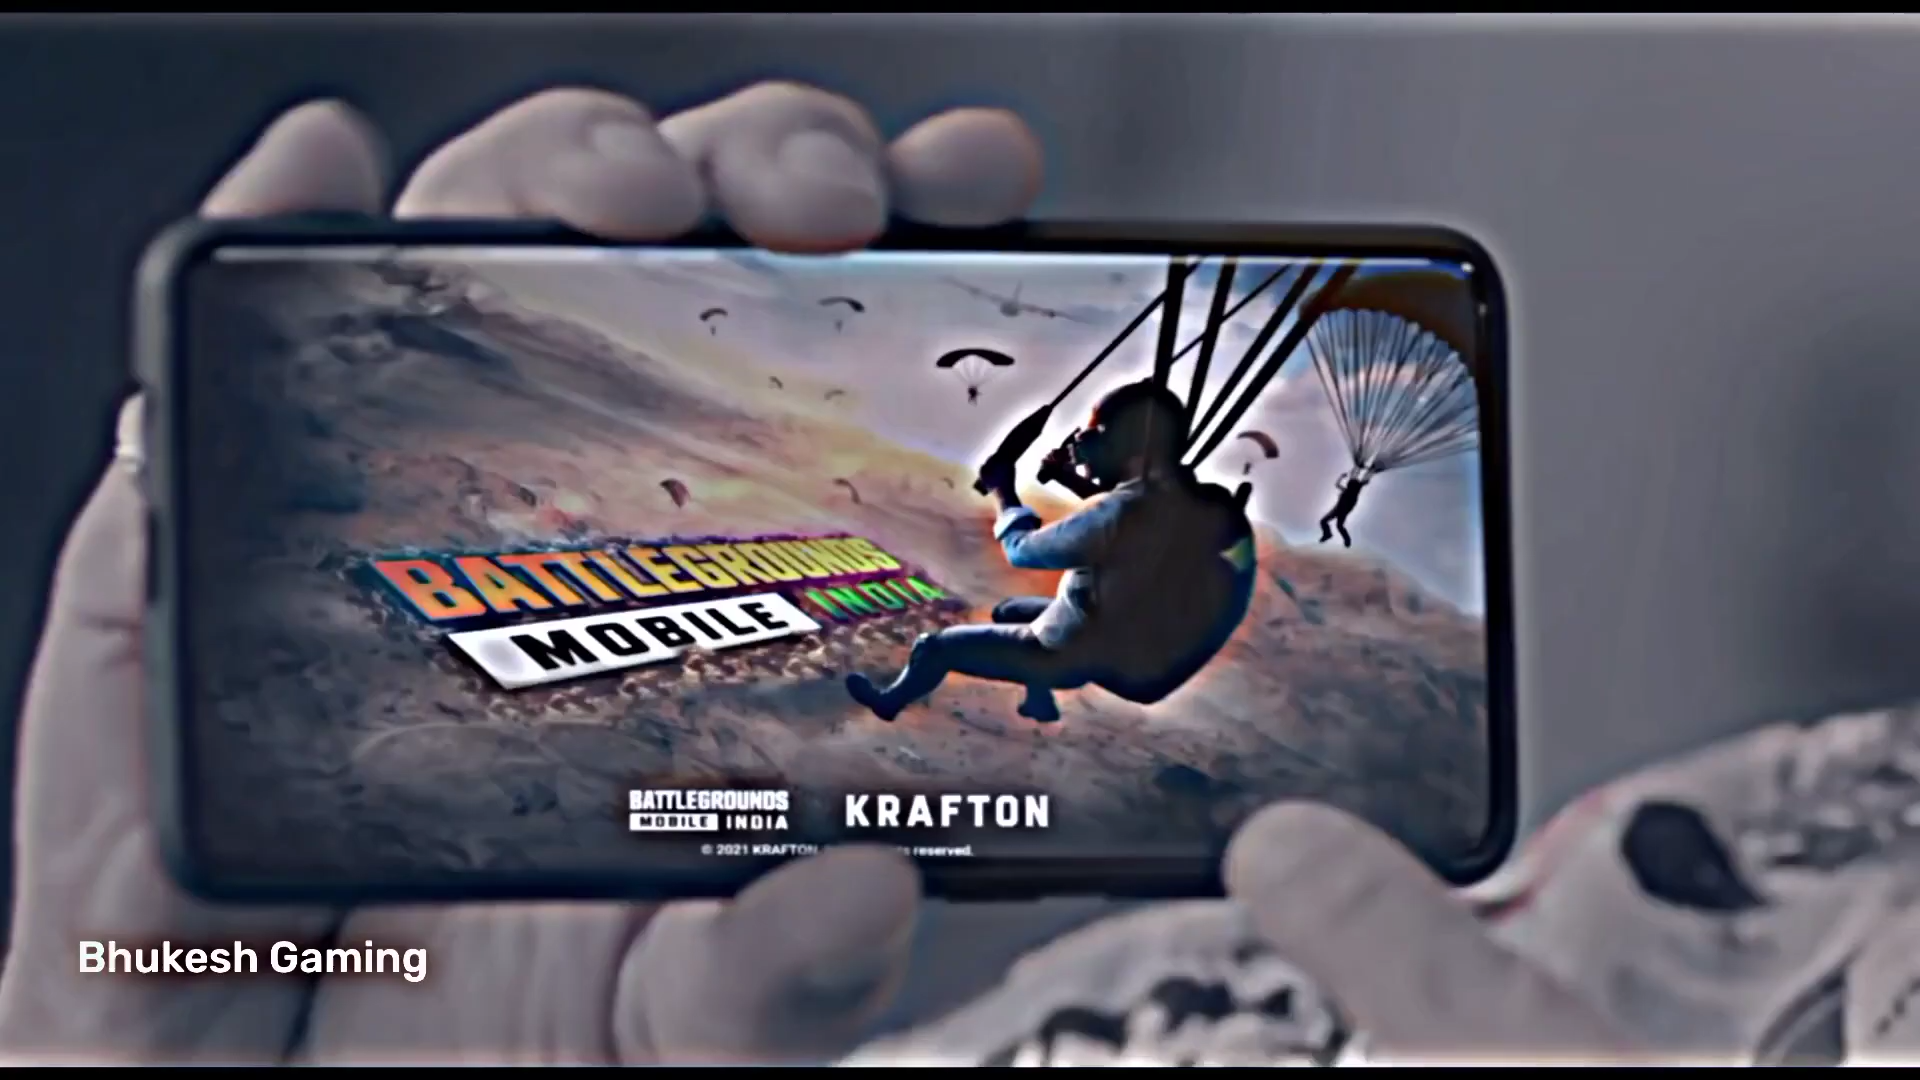 BATTLEGROUNDS
MOBILE INDIA
BATTLEGROUNDS
MOBILE INDIA
KRAFTON
© 2021 KRAFTON, reserved.
Bhukesh Gaming